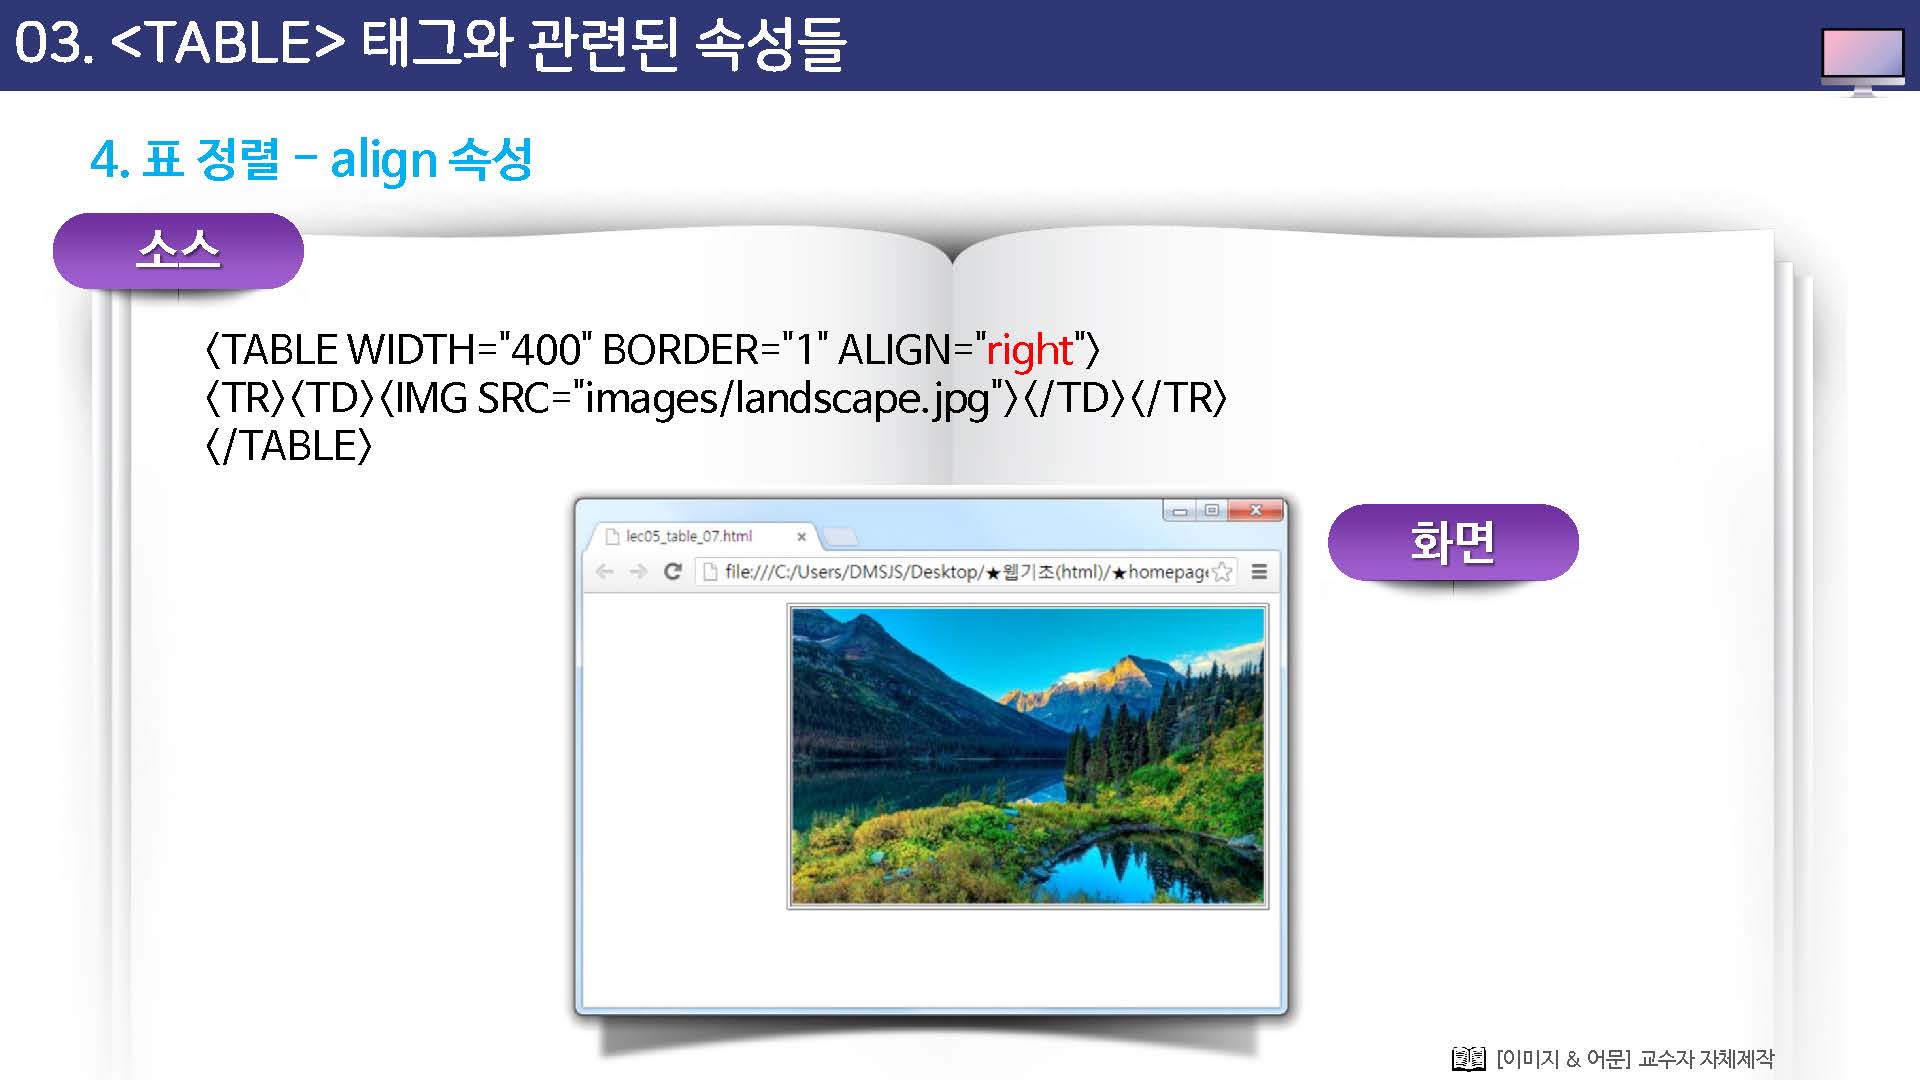 03. <TABLE> 태그와 관련된 속성들
4. 표 정렬 - align 속성
소스
<TABLE WIDTH="400" BORDER="1" ALIGN="right">
<TR><TD><IMG SRC="images/landscape.jpg"></TD></TR>
</TABLE>
화면
lec05_table_07.html
file:///C:/Users/DMSJS/Desktop/★웹기초(html)/★homepage
[이미지 & 어문] 교수자 자체제작